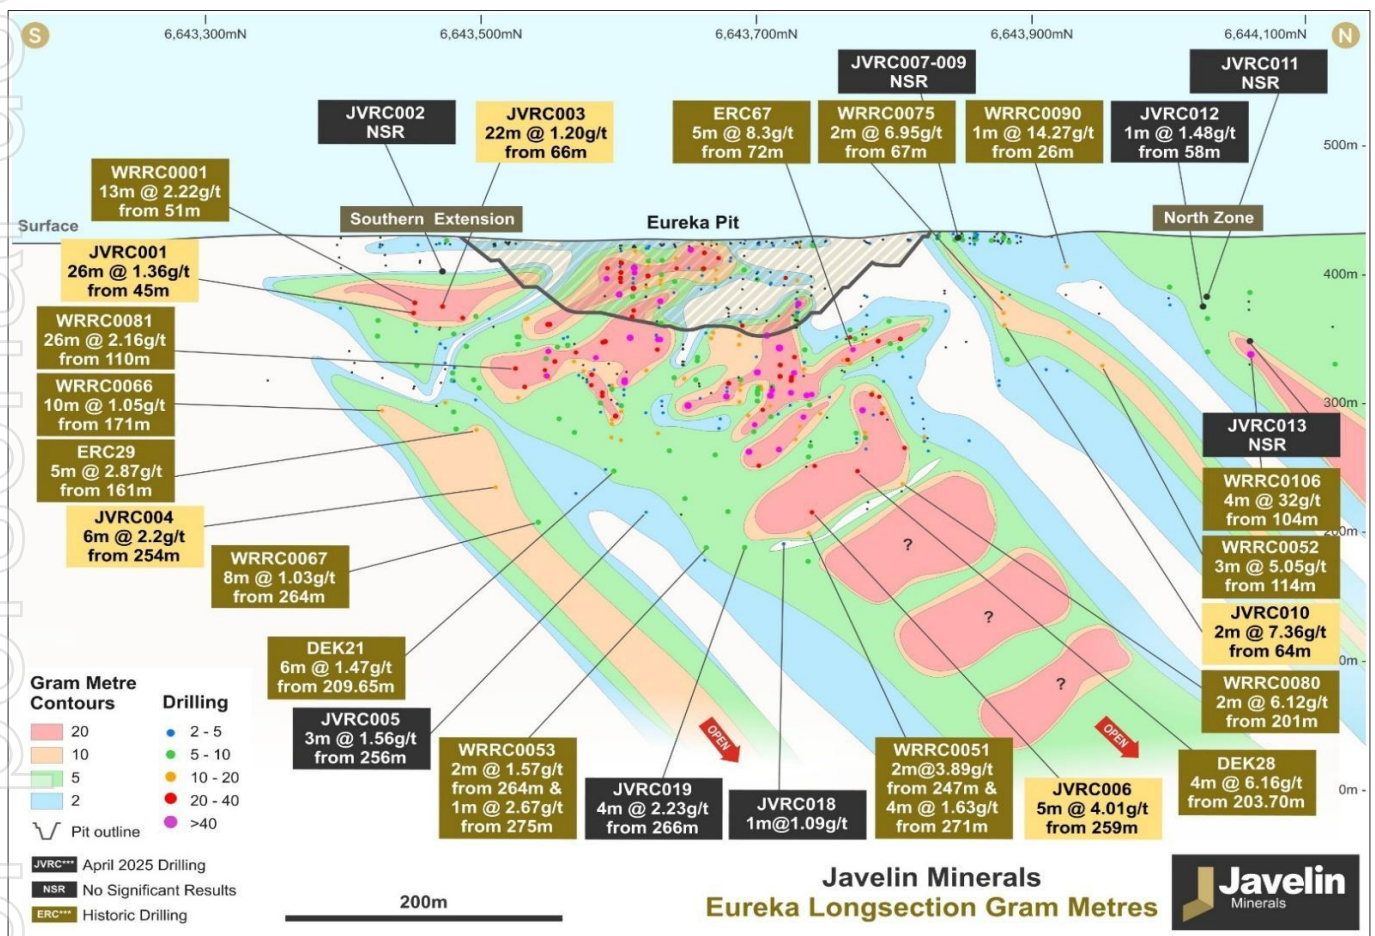 S
6,643,300mN
6,643,500mN
6,643,700mN
6,643,900mN
6,644,100mN
N
JVRC007-009
NSR
JVRC011
NSR
JVRC002
NSR
JVRC003
22m @ 1.20g/t
from 66m
ERC67
5m @ 8.3g/t
from 72m
WRRC0075
2m @ 6.95g/t
from 67m
WRRC0090
1m @ 14.27g/t
from 26m
JVRC012
1m @ 1.48g/t
from 58m
500m
WRRC0001
13m @ 2.22g/t
from 51m
Surface
Southern Extension
Eureka Pit
North Zone
JVRC001
26m @ 1.36g/t
from 45m
400m
WRRC0081
26m @ 2.16g/t
from 110m
WRRC0066
10m @ 1.05g/t
from 171m
300m
JVRC013
NSR
ERC29
5m @ 2.87g/t
from 161m
WRRC0106
4m @ 32g/t
from 104m
JVRC004
6m @ 2.2g/t
from 254m
WRRC0067
8m @ 1.03g/t
from 264m
WRRC0052
3m @ 5.05g/t
from 114m
?
?
?
JVRC010
2m @ 7.36g/t
from 64m
DEK21
6m @ 1.47g/t
from 209.65m
WRRC0080
2m @ 6.12g/t
from 201m
JVRC005
3m @ 1.56g/t
from 256m
OPEN
OPEN
WRRC0053
2m @ 1.57g/t
from 264m &
1m @ 2.67g/t
from 275m
JVRC019
4m @ 2.23g/t
from 266m
JVRC018
1m@1.09g/t
WRRC0051
2m@3.89g/t
from 247m &
4m @ 1.63g/t
from 271m
JVRC006
5m @ 4.01g/t
from 259m
DEK28
4m @ 6.16g/t
from 203.70m
0m
Gram Metre
Contours
20
10
5
2
Pit outline
Drilling
2 - 5
5 - 10
10 - 20
20 - 40
>40
JVRC*** April 2025 Drilling
NSR No Significant Results
ERC*** Historic Drilling
200m
Javelin Minerals
Eureka Longsection Gram Metres
Javelin
Minerals